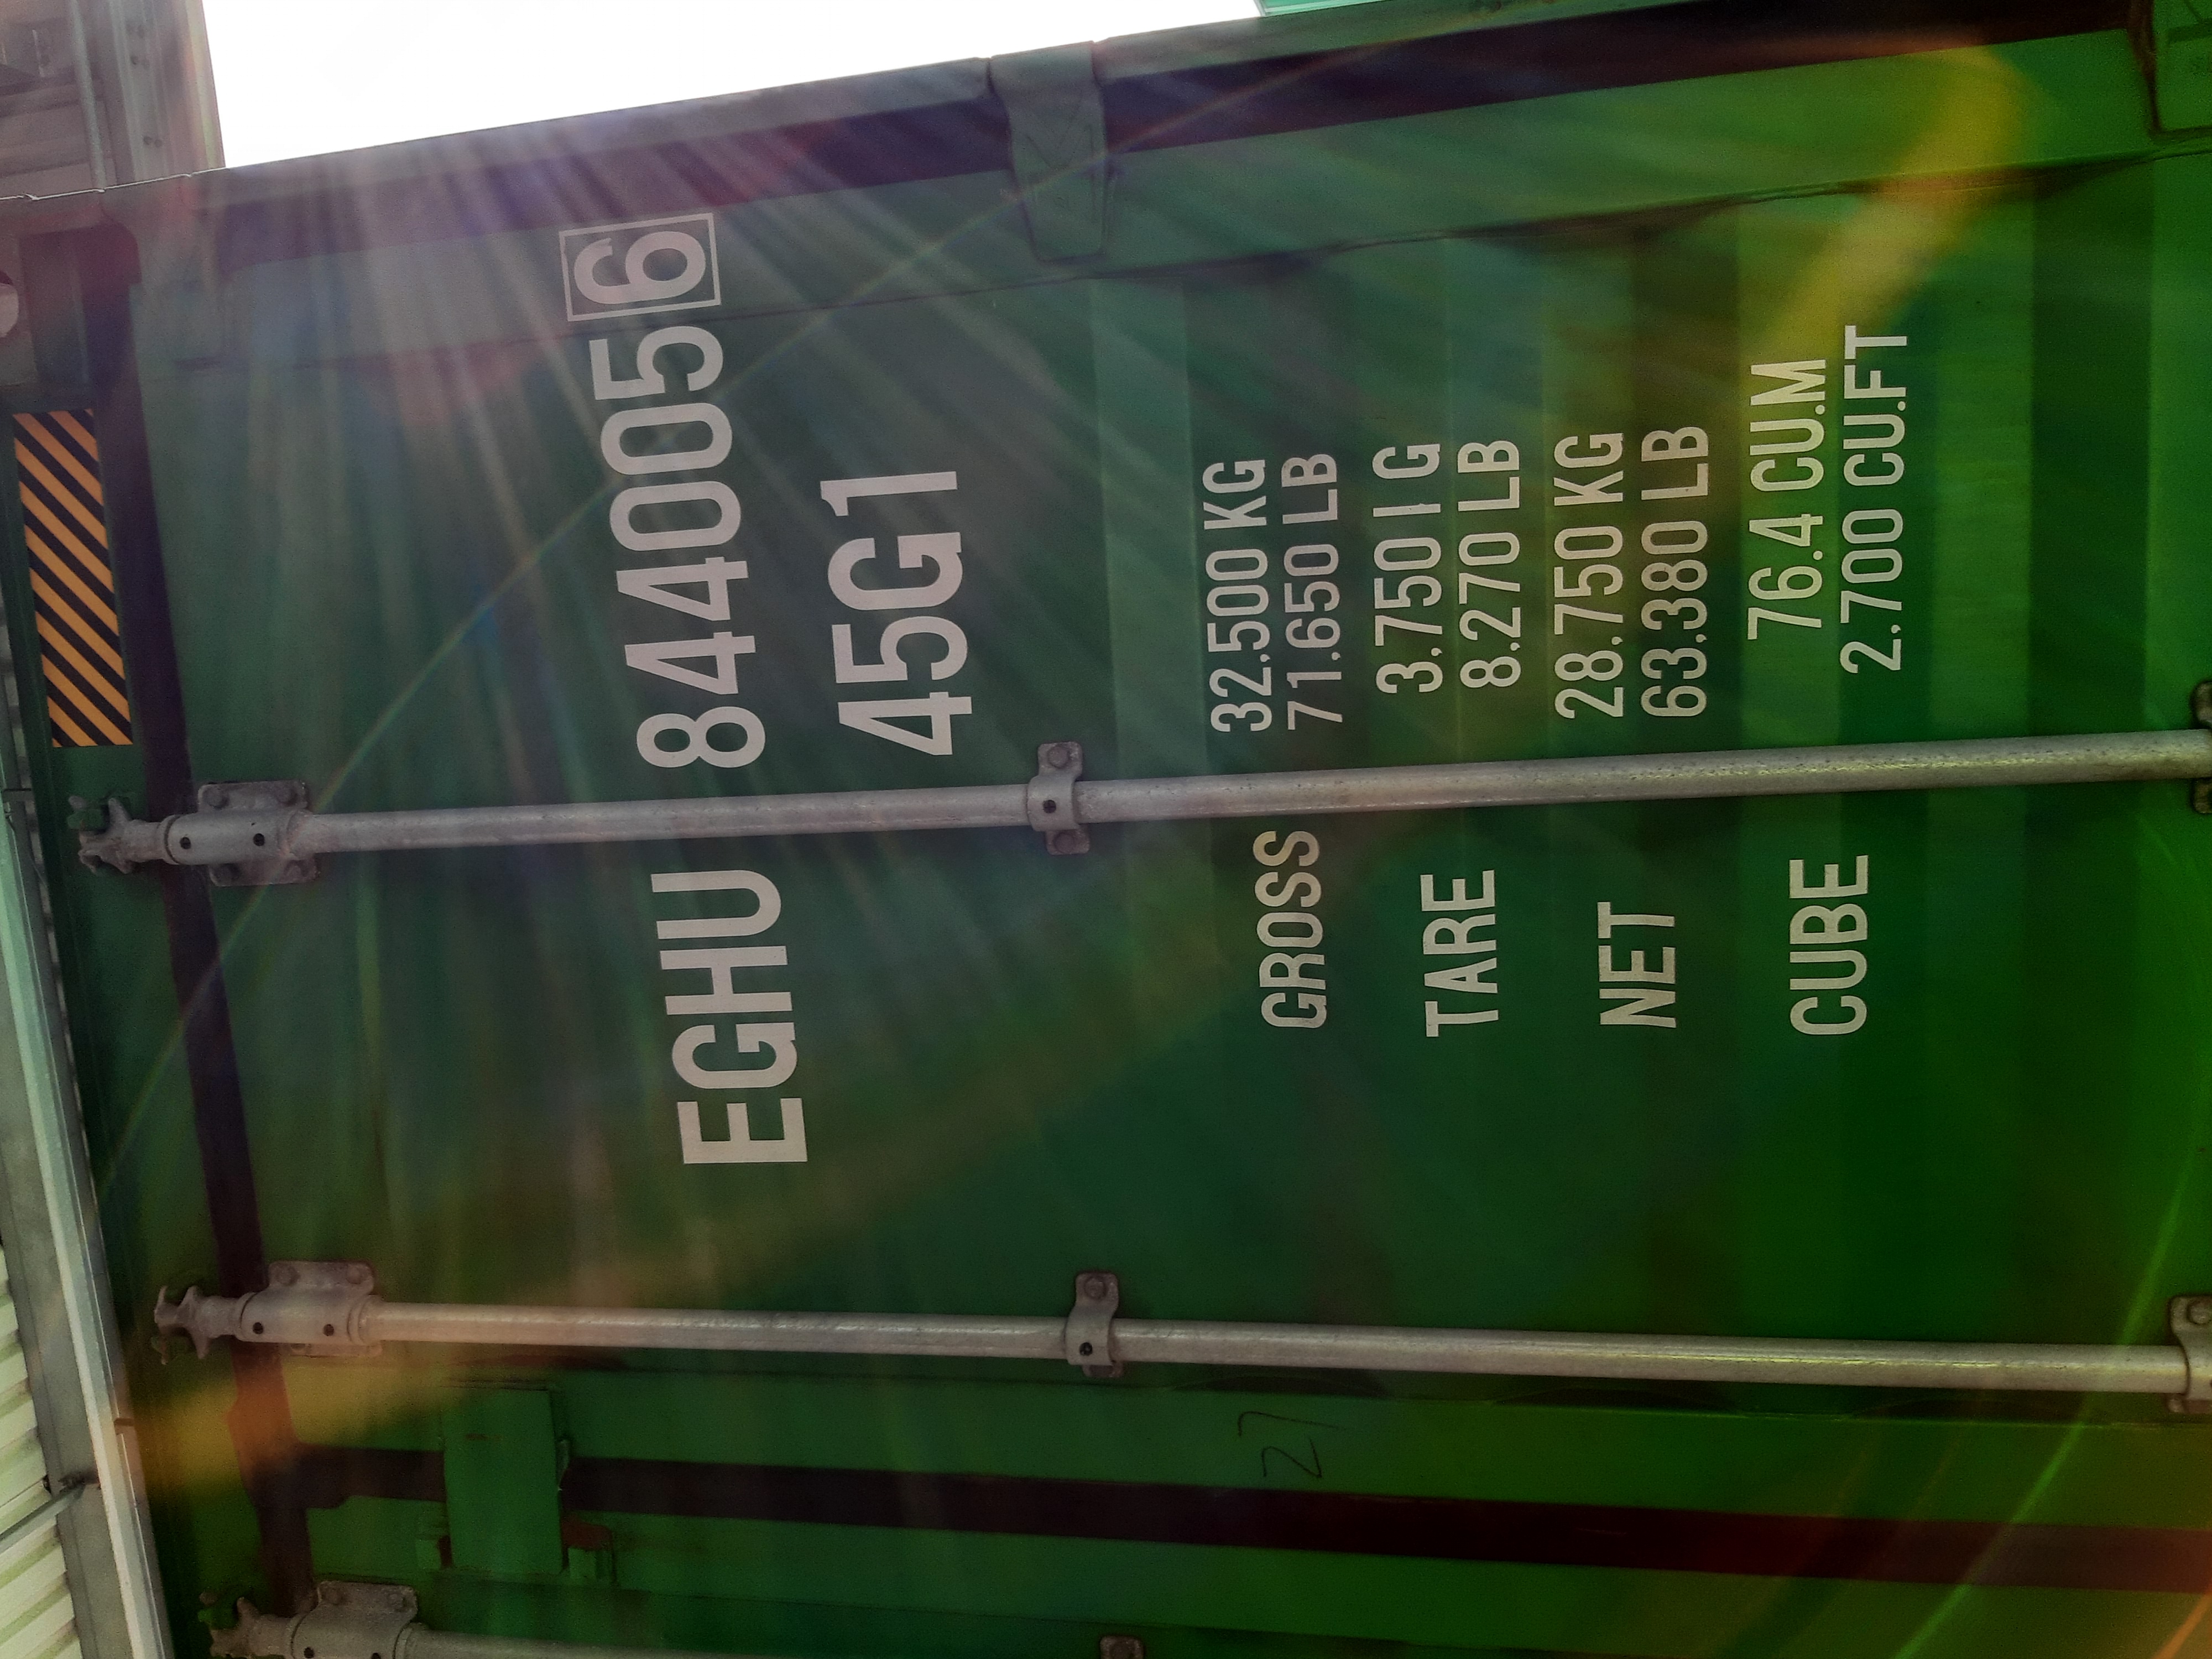 EGHU 844005 6
45G1
GROSS 32.500 KG
71.650 LB
TARE 3.750 KG
8.270 LB
NET 28.750 KG
63.380 LB
CUBE 76.4 CU.M
2.700 CU.FT
27